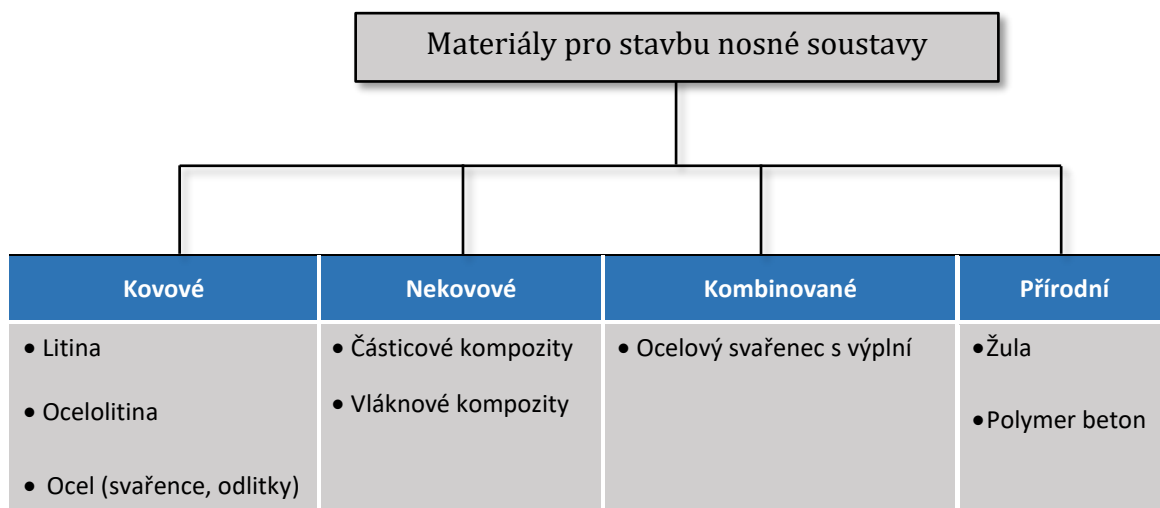 Materiály pro stavbu nosné soustavy
Kovové
Nekovové
Kombinované
Přírodní
• Litina
• Ocelolitina
• Ocel (svařence, odlitky)
• Částicové kompozity
• Vláknové kompozity
• Ocelový svařenec s výplní
•Žula
•Polymer beton